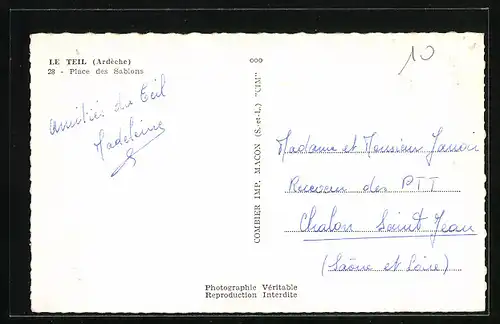 LE TEIL (Ardèche)
28 - Place des Sablons
10
Amitiés du Teil
Madeleine
COMBIER IMP. MACON (S.-et-L.) "CIM"
Madame et Monsieur
Receveur des PTT
Chalon Saint Jean
(Saône et Loire)
Photographie Véritable
Reproduction Interdite